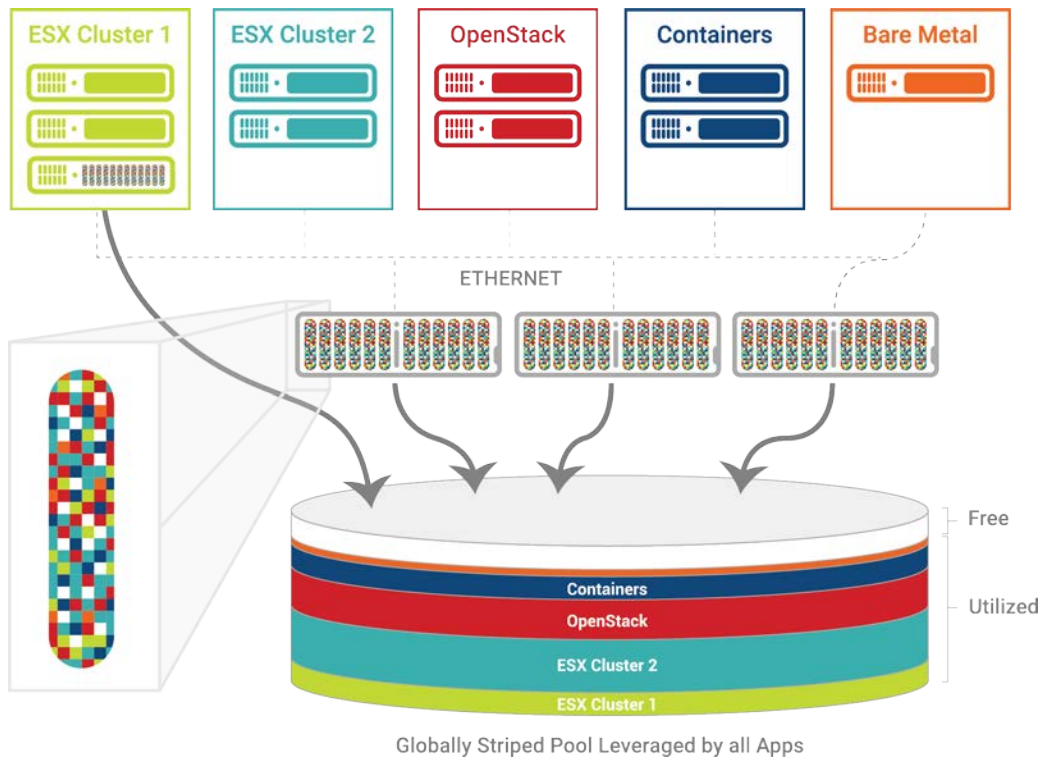 ESX Cluster 1
ESX Cluster 2
OpenStack
Containers
Bare Metal
ETHERNET
Free
Containers
OpenStack
Utilized
ESX Cluster 2
ESX Cluster 1
Globally Striped Pool Leveraged by all Apps